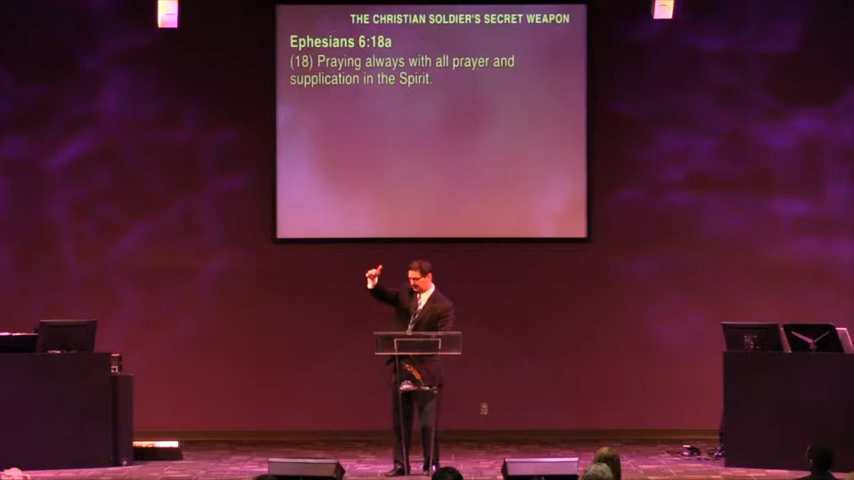 THE CHRISTIAN SOLDIER'S SECRET WEAPON
Ephesians 6:18a
(18) Praying always with all prayer and
supplication in the Spirit.